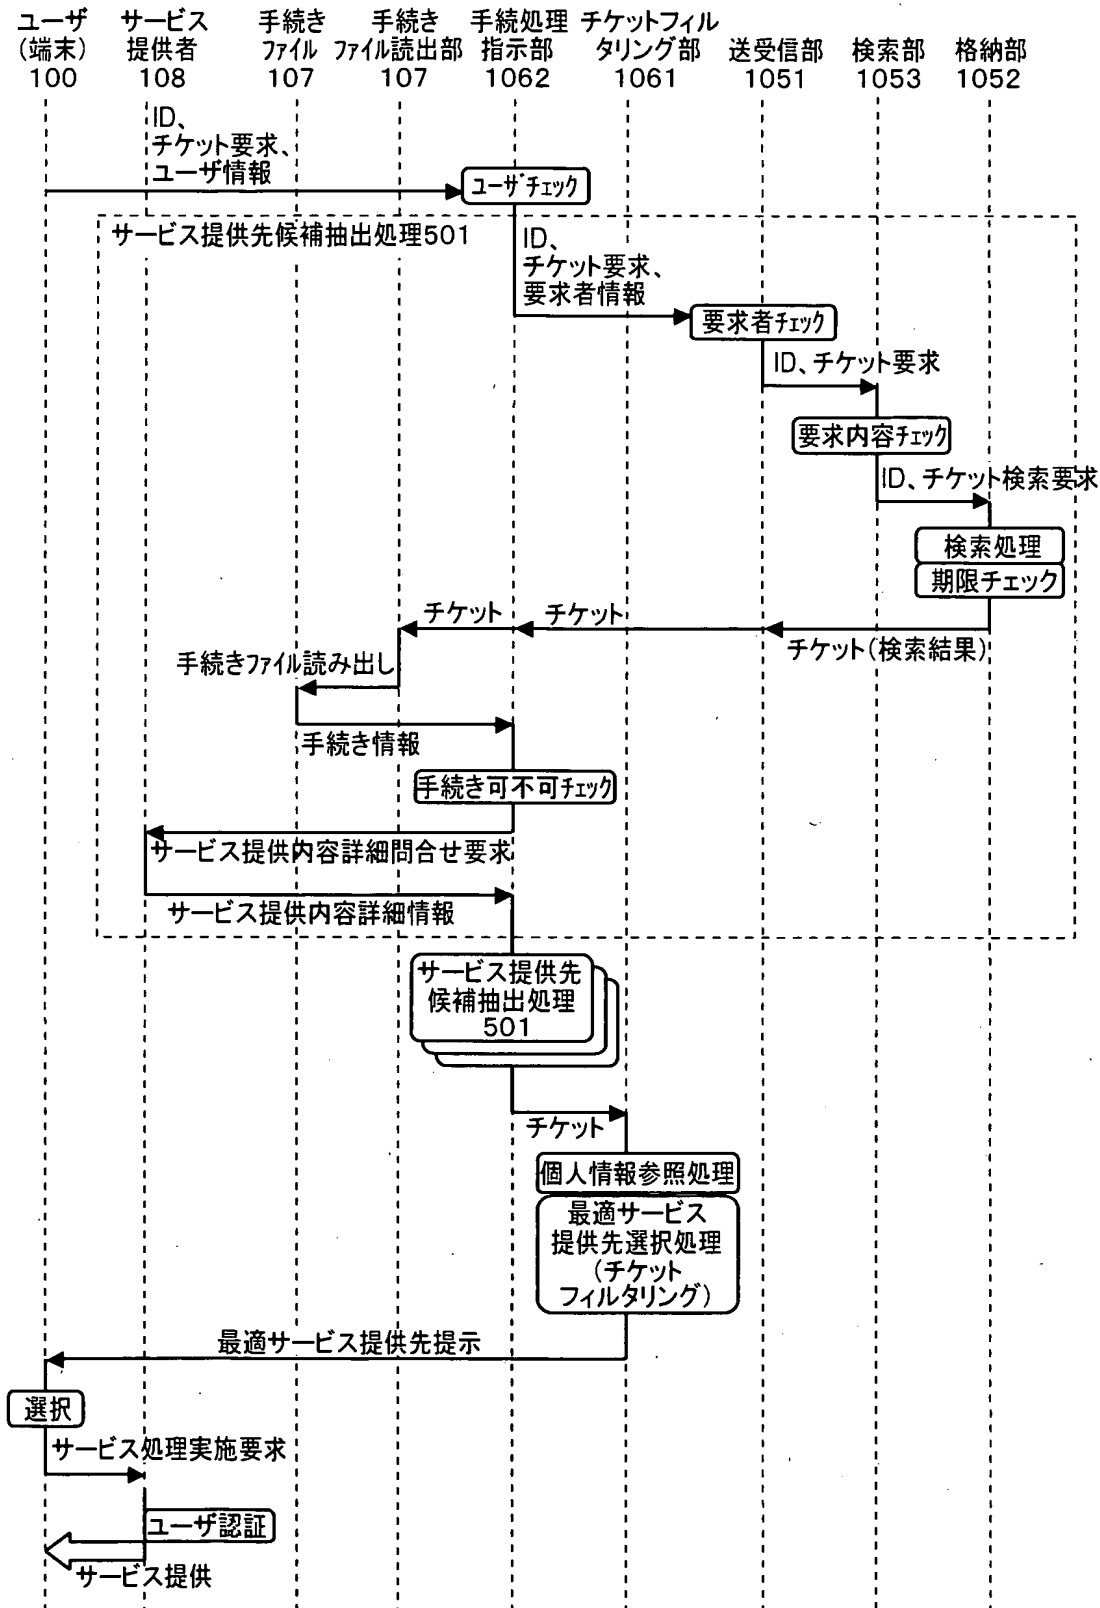 ユーザ
(端末)
100
サービス
提供者
108
手続き
ファイル
107
手続き
ファイル読出部
107
手続処理
指示部
1062
チケットフィル
タリング部
1061
送受信部
1051
検索部
1053
格納部
1052
ID、
チケット要求、
ユーザ情報
ユーザチェック
サービス提供先候補抽出処理501
ID、
チケット要求、
要求者情報
要求者チェック
ID、チケット要求
要求内容チェック
ID、チケット検索要求
検索処理
期限チェック
チケット
チケット
チケット(検索結果)
手続きファイル読み出し
手続き情報
手続き可不可チェック
サービス提供内容詳細問合せ要求
サービス提供内容詳細情報
サービス提供先
候補抽出処理
501
チケット
個人情報参照処理
最適サービス
提供先選択処理
(チケット
フィルタリング)
最適サービス提供先提示
選択
サービス処理実施要求
ユーザ認証
サービス提供